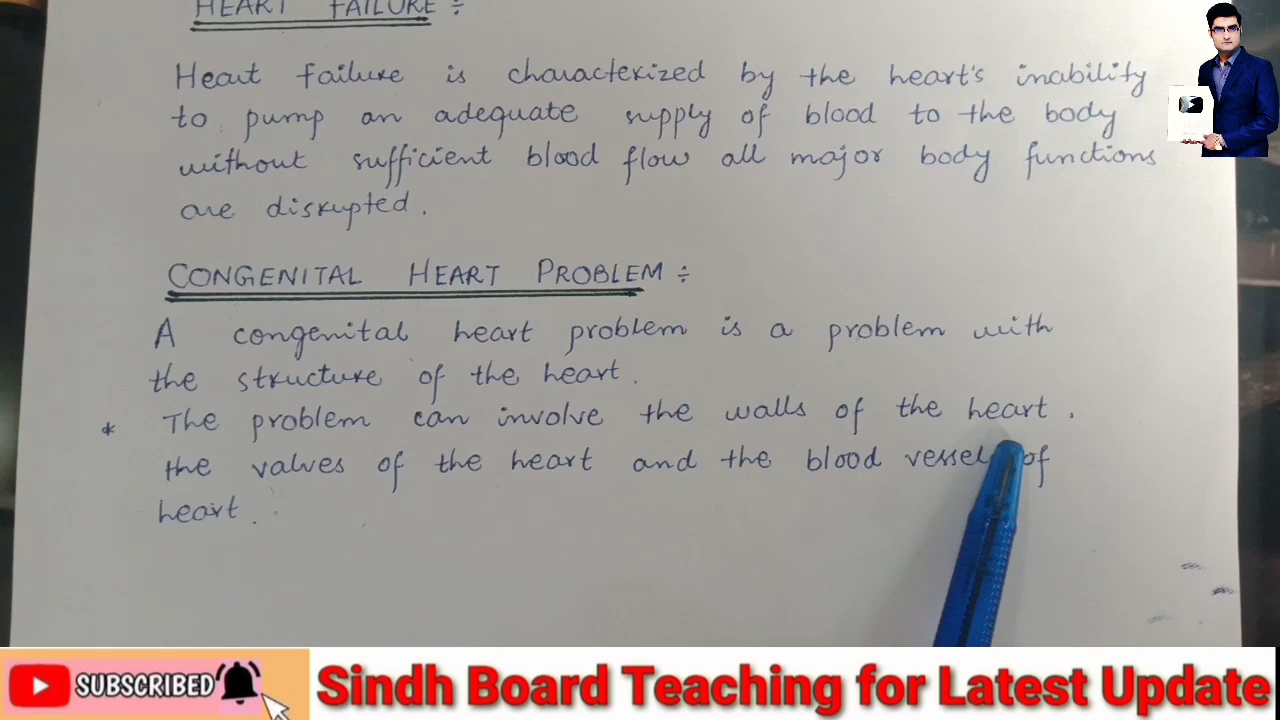 HEART FAILURE :
Heart failure is characterized by the heart's inability
to pump an adequate supply of blood to the body
without sufficient blood flow all major body functions
are disrupted.
CONGENITAL HEART PROBLEM :
A congenital heart problem is a problem with
the structure of the heart.
* The problem can involve the walls of the heart.
the valves of the heart and the blood vessels of
heart.
SUBSCRIBED Sindh Board Teaching for Latest Update